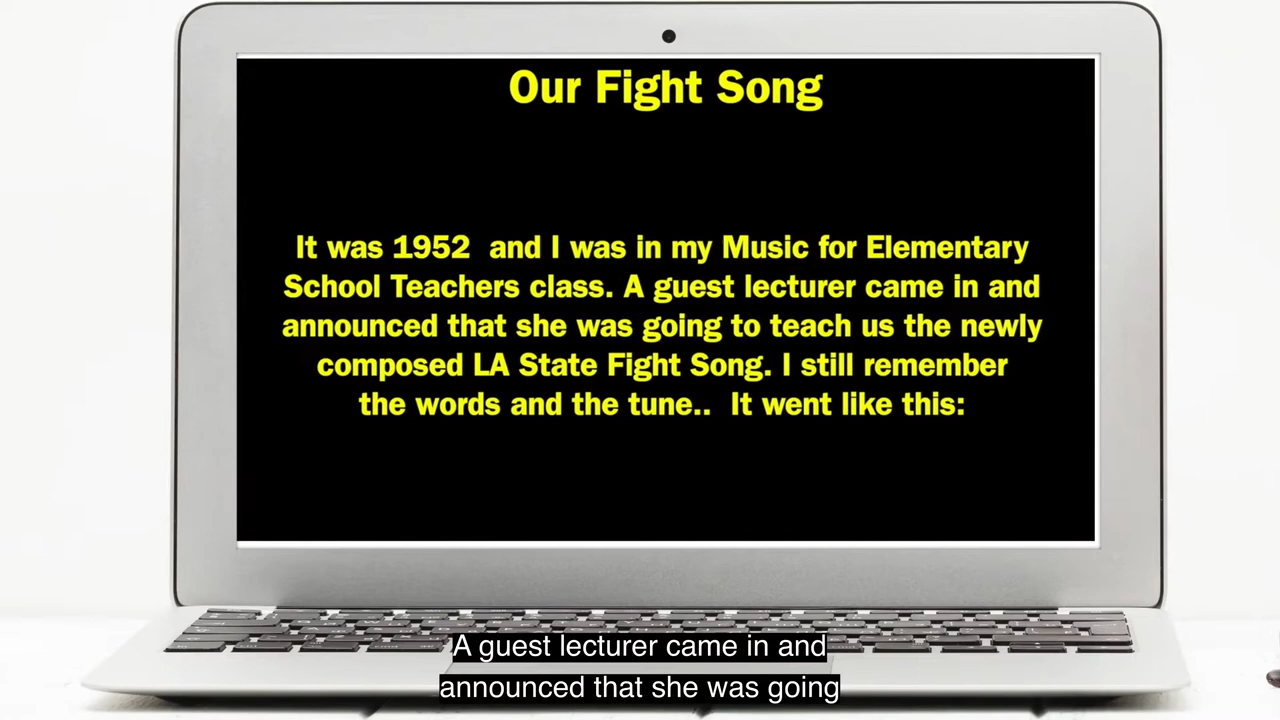 Our Fight Song
It was 1952  and I was in my Music for Elementary
School Teachers class. A guest lecturer came in and
announced that she was going to teach us the newly
composed LA State Fight Song. I still remember
the words and the tune..  It went like this:
A guest lecturer came in and
announced that she was going